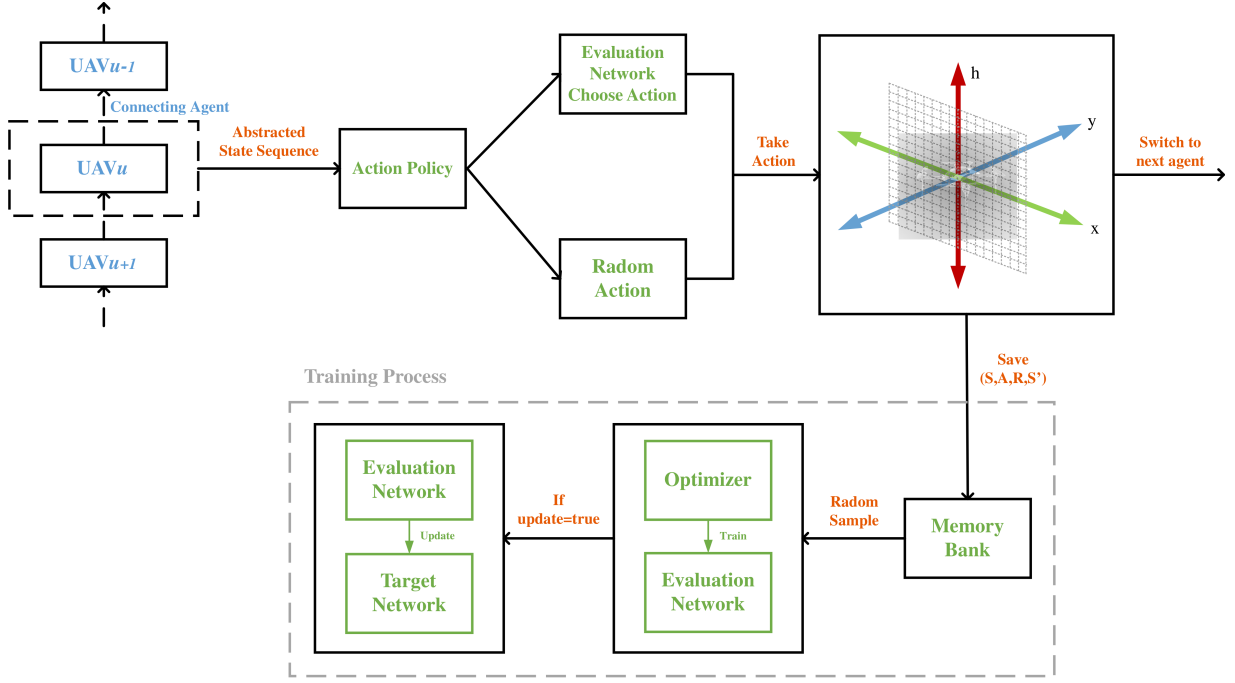 UAVu-1
Connecting Agent
UAVu
UAVu+1
Abstracted
State Sequence
Action Policy
Evaluation
Network
Choose Action
Radom
Action
Take
Action
h
y
x
Switch to
next agent
Save
(S,A,R,S’)
Training Process
Evaluation
Network
Update
Target
Network
If
update=true
Optimizer
Train
Evaluation
Network
Radom
Sample
Memory
Bank